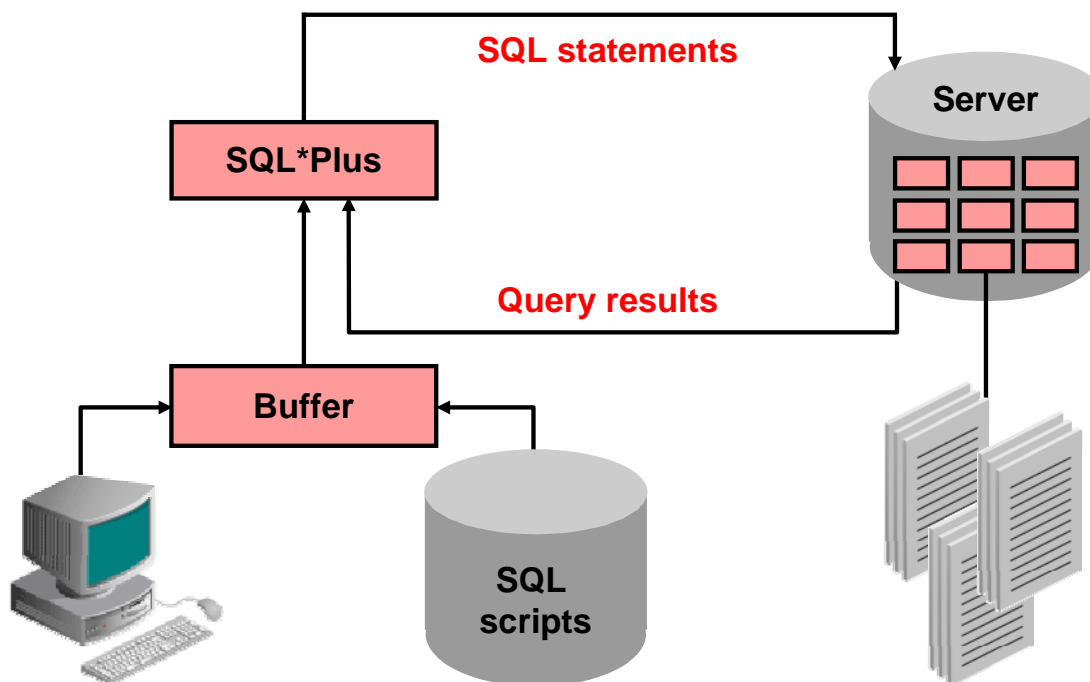 SQL statements
Server
SQL*Plus
Query results
Buffer
SQL
scripts